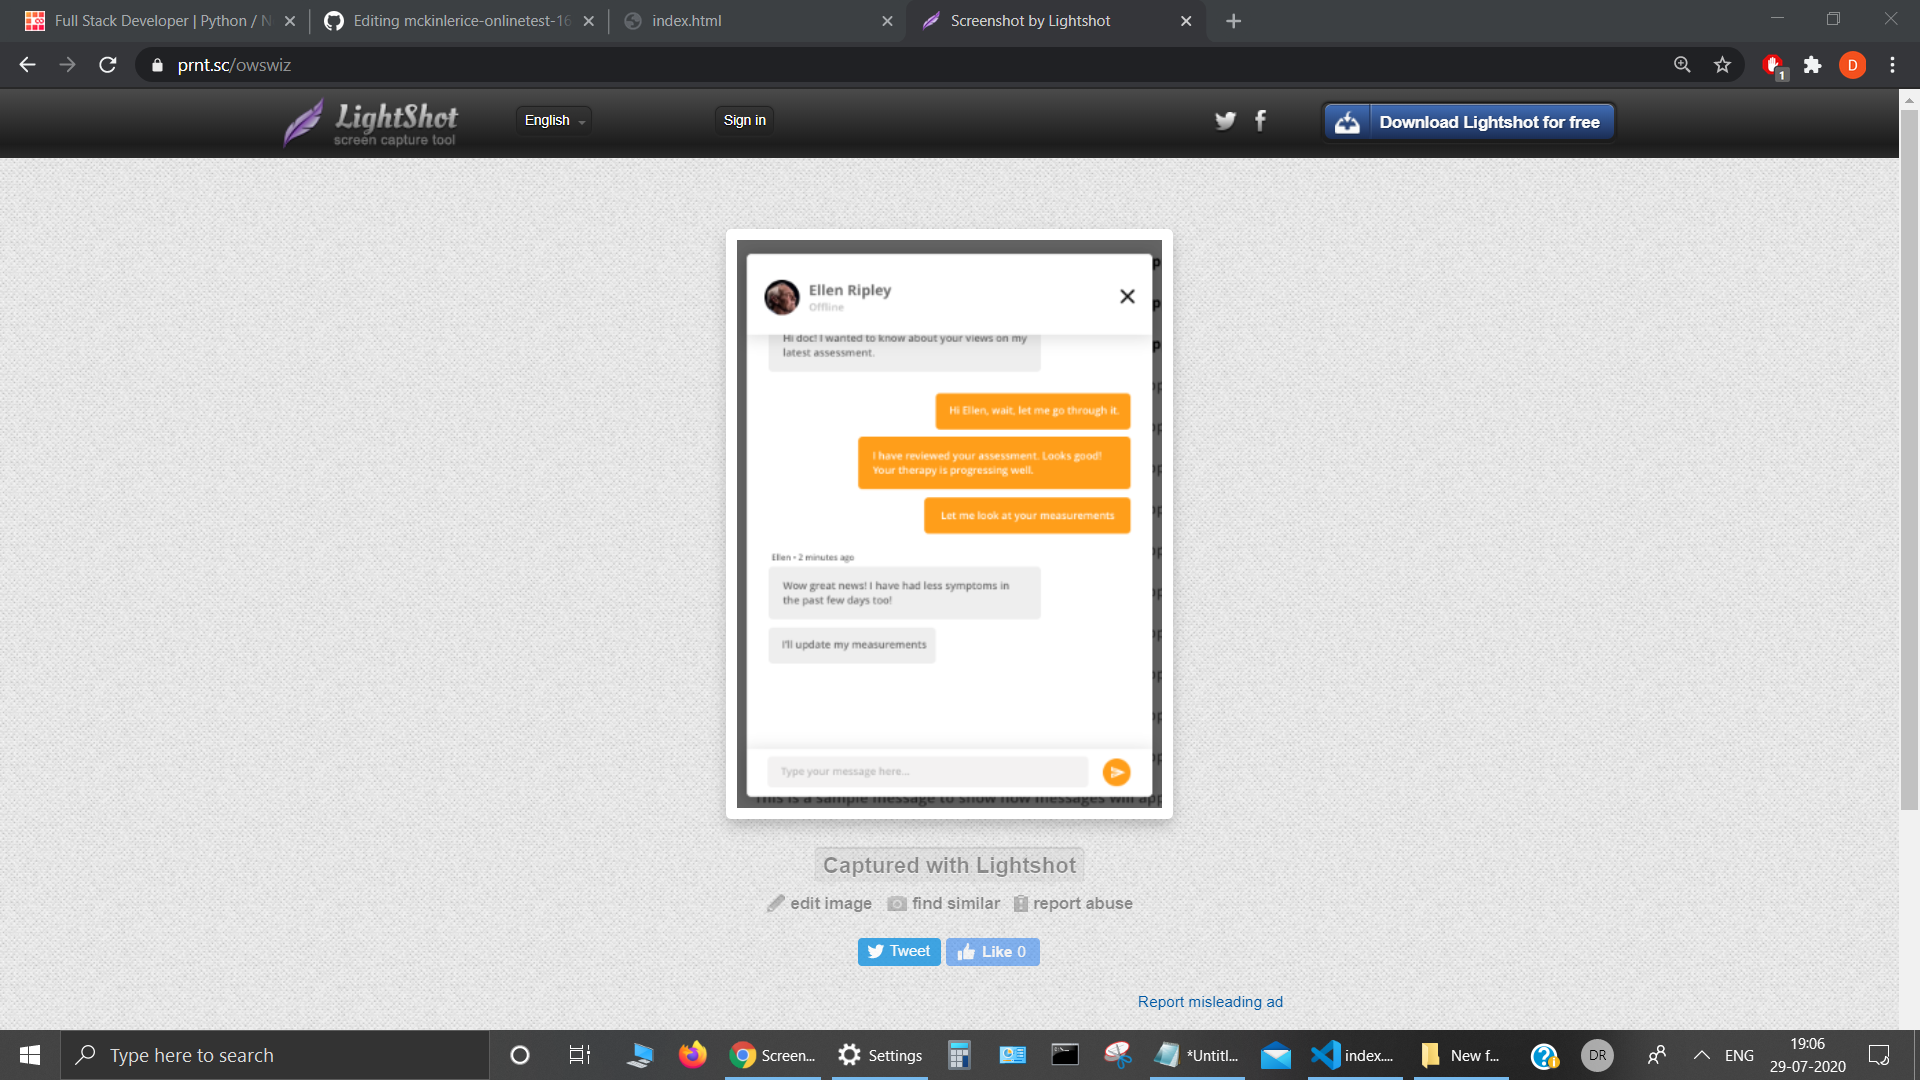 Full Stack Developer | Python / N
Editing mckinlerice-onlinetest-16
index.html
Screenshot by Lightshot
prnt.sc/owswiz
1
D
LightShot
screen capture tool
English
Sign in
Download Lightshot for free
Ellen Ripley
Offline
Hi doc! I wanted to know about your views on my
latest assessment.
Hi Ellen, wait, let me go through it.
I have reviewed your assessment. Looks good!
Your therapy is progressing well.
Let me look at your measurements
Ellen • 2 minutes ago
Wow great news! I have had less symptoms in
the past few days too!
I'll update my measurements
Type your message here...
This is a sample message to show how messages will app
Captured with Lightshot
edit image
find similar
report abuse
Tweet
Like 0
Report misleading ad
Type here to search
Screen...
Settings
*Untitl...
index....
New f...
DR
ENG
19:06
29-07-2020